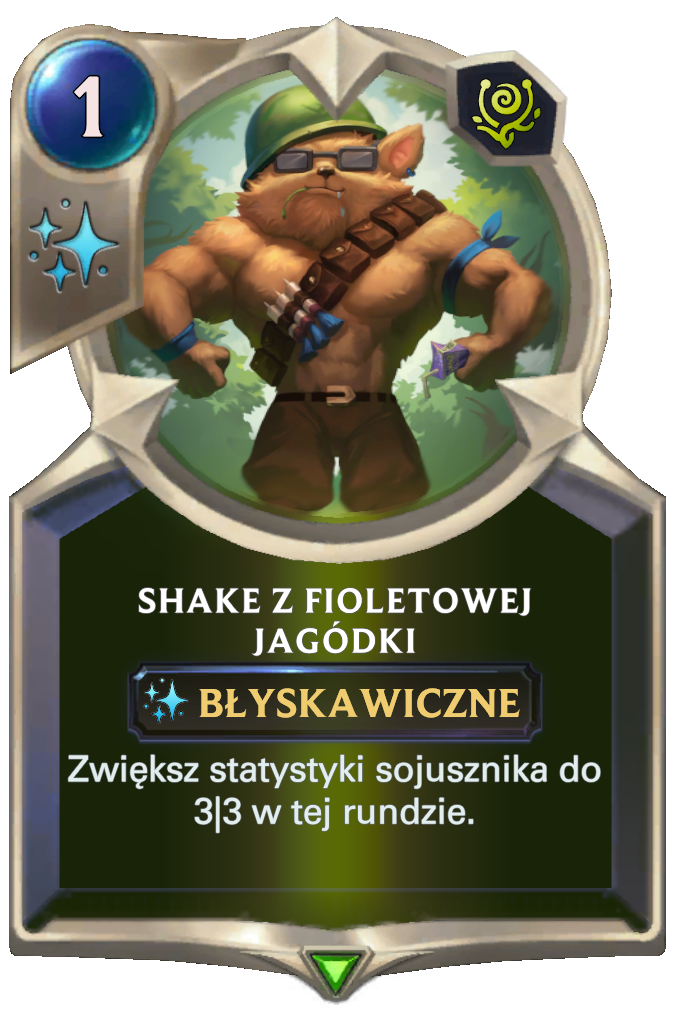 1
SHAKE Z FIOLETOWEJ
JAGÓDKI
BŁYSKAWICZNE
Zwiększ statystyki sojusznika do
3|3 w tej rundzie.